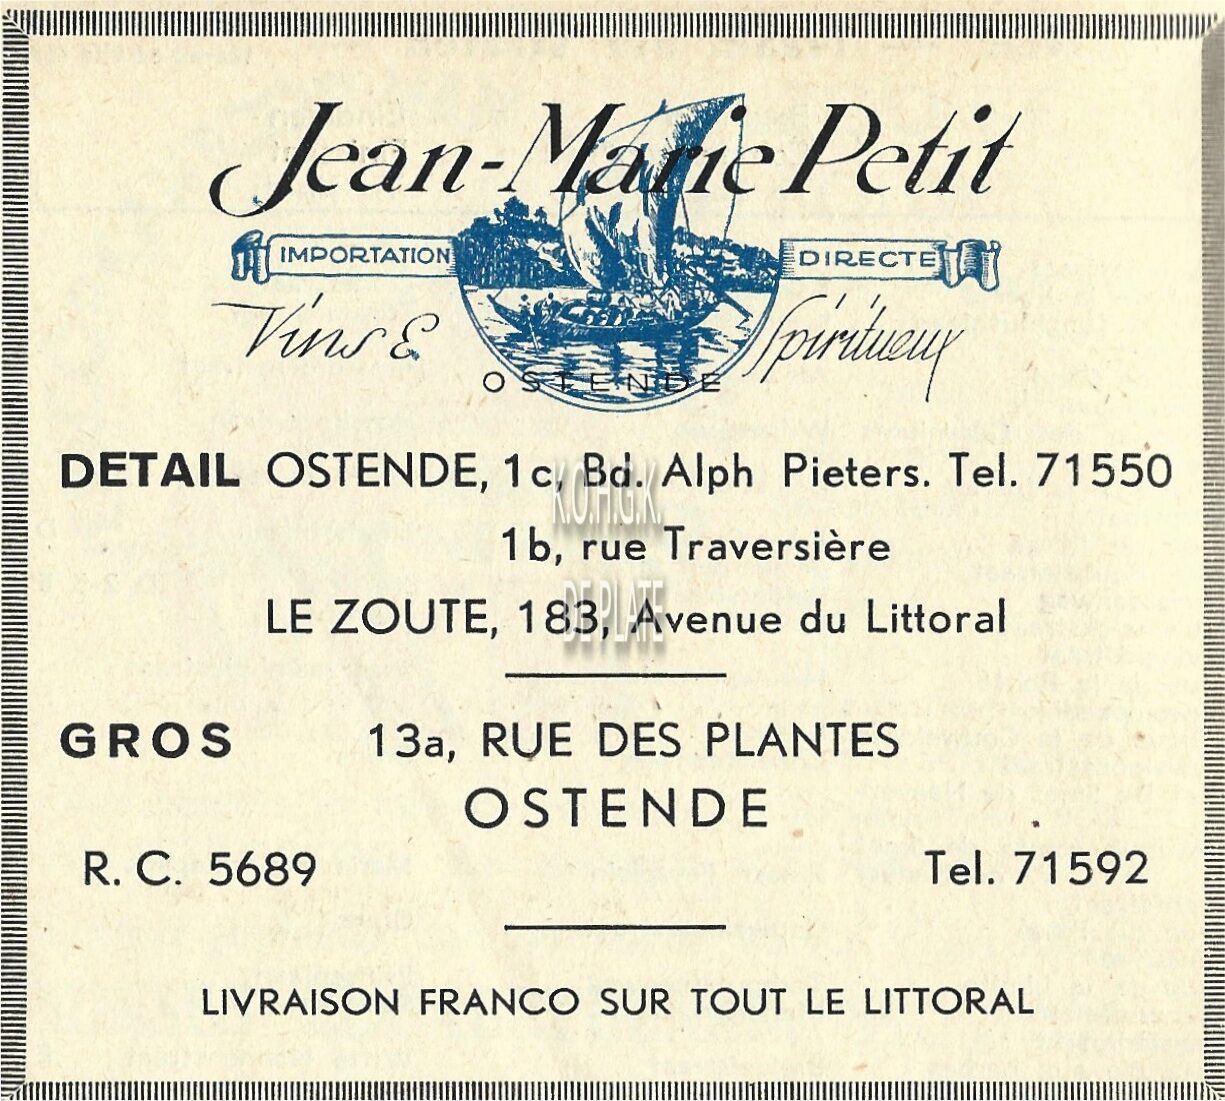 Jean-Marie Petit
IMPORTATION DIRECTE
Vins & Spiritueux
OSTENDE
DETAIL OSTENDE, 1c, Bd. Alph Pieters. Tel. 71550
K.O.H.G.K.
1b, rue Traversière
DE PLATE
LE ZOUTE, 183, Avenue du Littoral
GROS 13a, RUE DES PLANTES
OSTENDE
R. C. 5689 Tel. 71592
LIVRAISON FRANCO SUR TOUT LE LITTORAL